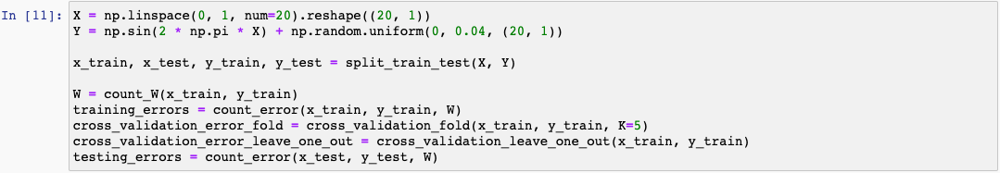 In [11]: X = np.linspace(0, 1, num=20).reshape((20, 1))
Y = np.sin(2 * np.pi * X) + np.random.uniform(0, 0.04, (20, 1))
x_train, x_test, y_train, y_test = split_train_test(X, Y)
W = count_W(x_train, y_train)
training_errors = count_error(x_train, y_train, W)
cross_validation_error_fold = cross_validation_fold(x_train, y_train, K=5)
cross_validation_error_leave_one_out = cross_validation_leave_one_out(x_train, y_train)
testing_errors = count_error(x_test, y_test, W)